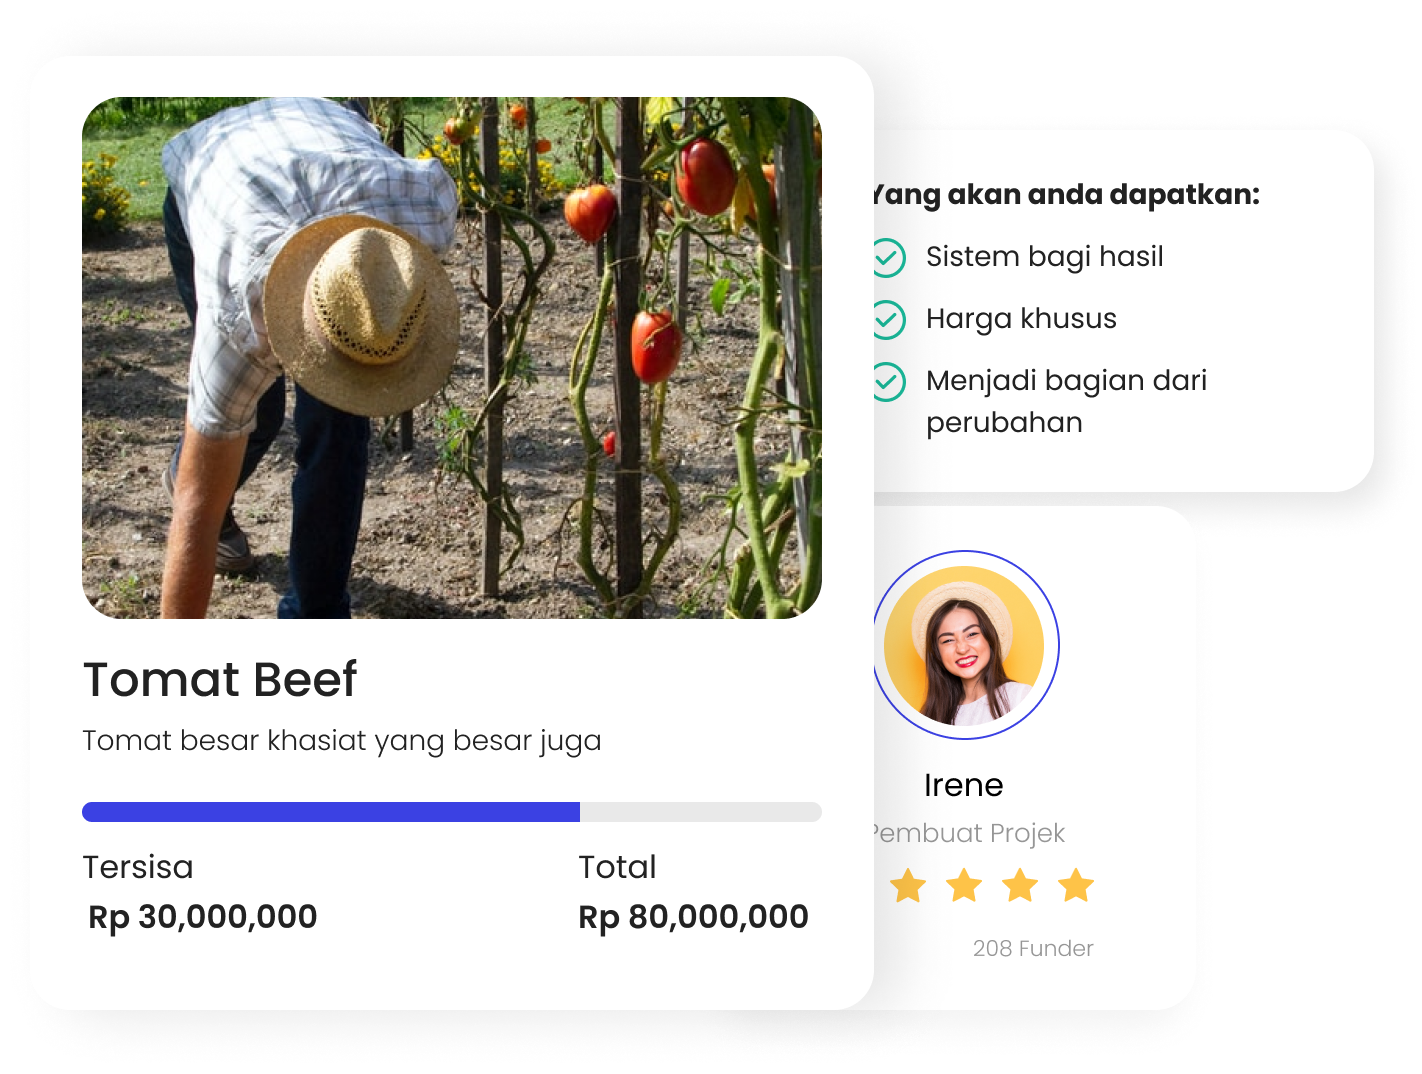 Yang akan anda dapatkan:
Sistem bagi hasil
Harga khusus
Menjadi bagian dari
perubahan
Tomat Beef
Tomat besar khasiat yang besar juga
Tersisa
Rp 30,000,000
Total
Rp 80,000,000
Irene
Pembuat Projek
208 Funder